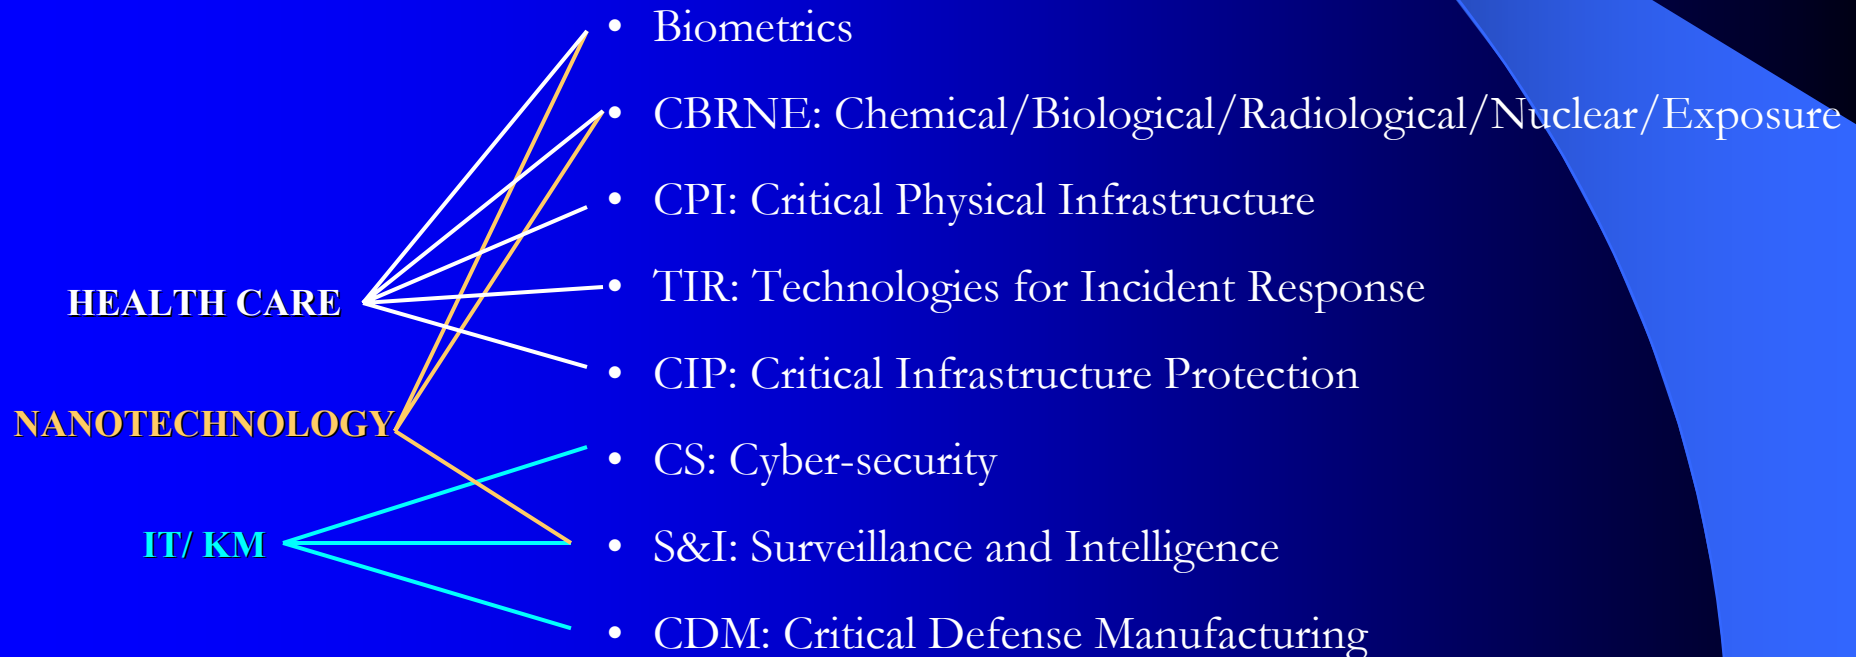 • Biometrics
• CBRNE: Chemical/Biological/Radiological/Nuclear/Exposure
• CPI: Critical Physical Infrastructure
• TIR: Technologies for Incident Response
HEALTH CARE
• CIP: Critical Infrastructure Protection
NANOTECHNOLOGY
• CS: Cyber-security
IT/ KM
• S&I: Surveillance and Intelligence
• CDM: Critical Defense Manufacturing